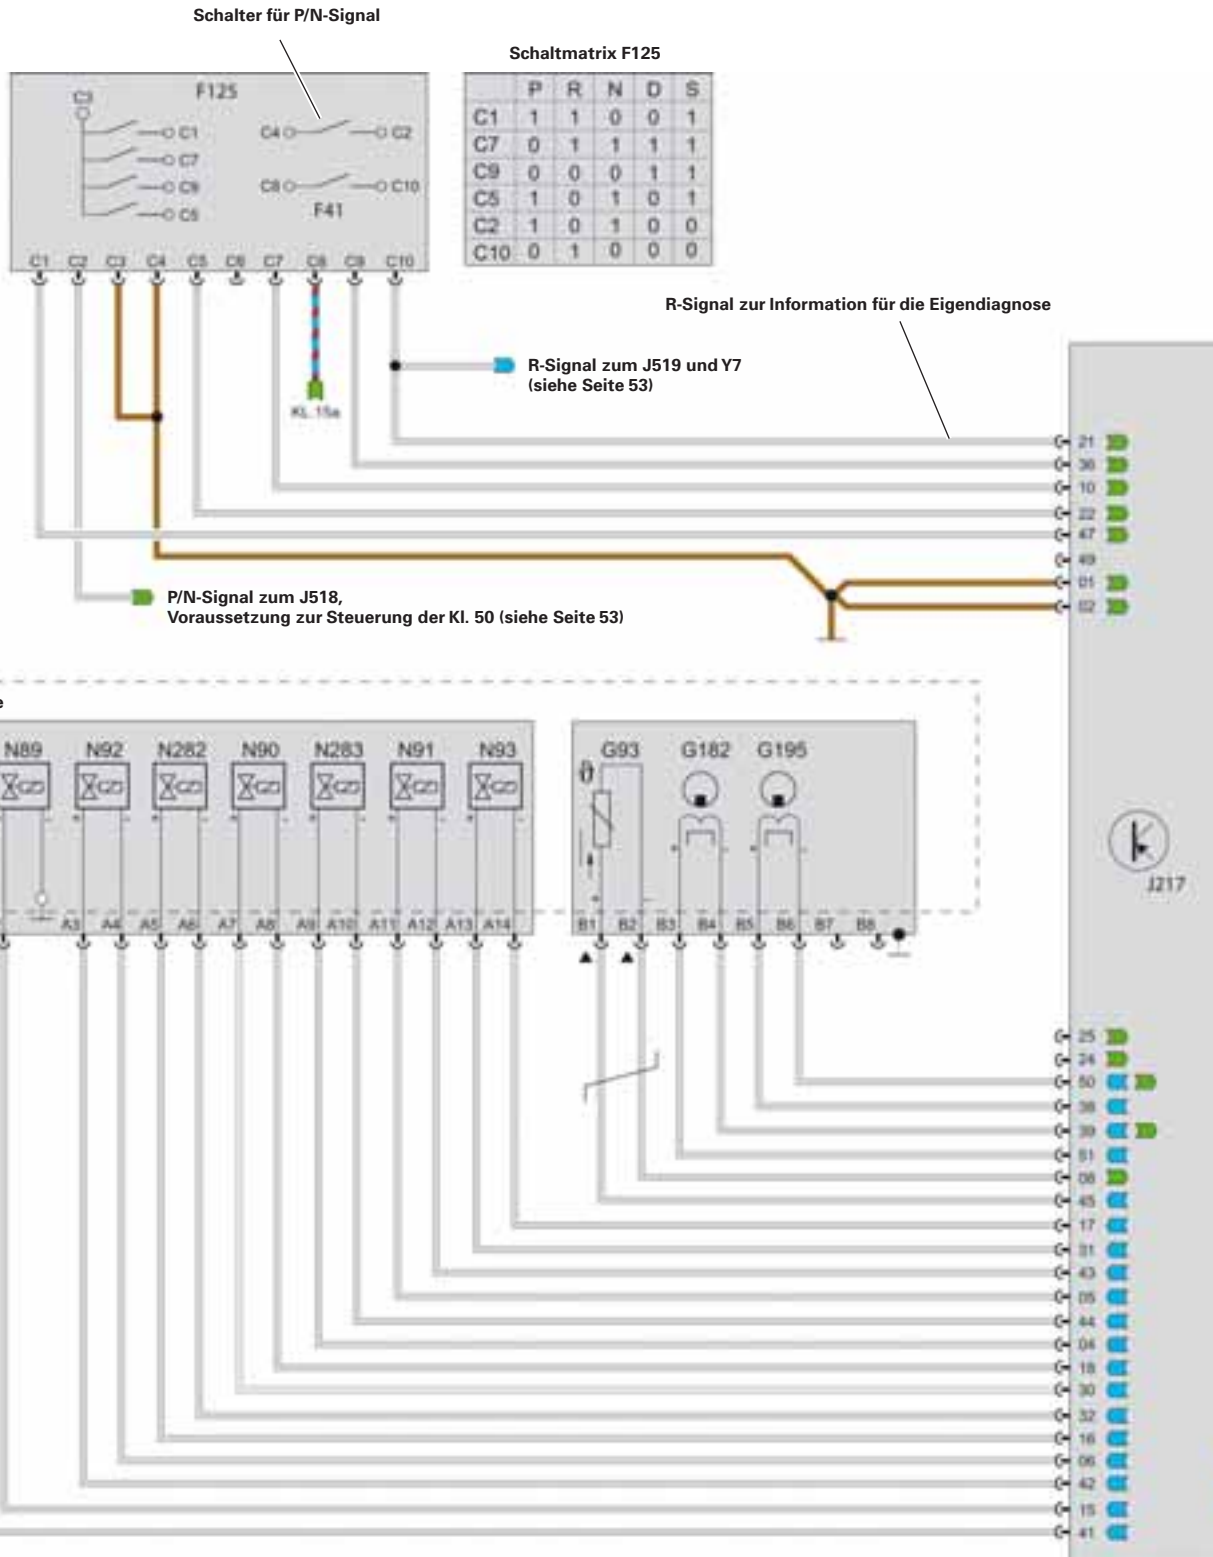 Schalter für P/N-Signal
Schaltmatrix F125
F125
C3
C1
C7
C9
C5
C4
C2
C8
C10
F41
P R N D S
C1 1 1 0 0 1
C7 0 1 1 1 1
C9 0 0 0 1 1
C5 1 0 1 0 1
C2 1 0 1 0 0
C10 0 1 0 0 0
C1 C2 C3 C4 C5 C6 C7 C8 C9 C10
R-Signal zur Information für die Eigendiagnose
R-Signal zum J519 und Y7
(siehe Seite 53)
KL. 15a
21
36
10
22
47
49
01
02
P/N-Signal zum J518,
Voraussetzung zur Steuerung der Kl. 50 (siehe Seite 53)
e
N89 N92 N282 N90 N283 N91 N93
G93 G182 G195
J217
A3 A4 A5 A6 A7 A8 A9 A10 A11 A12 A13 A14
B1 B2 B3 B4 B5 B6 B7 B8
25
24
50
38
39
51
08
45
17
31
43
05
44
04
18
30
32
16
06
42
15
41